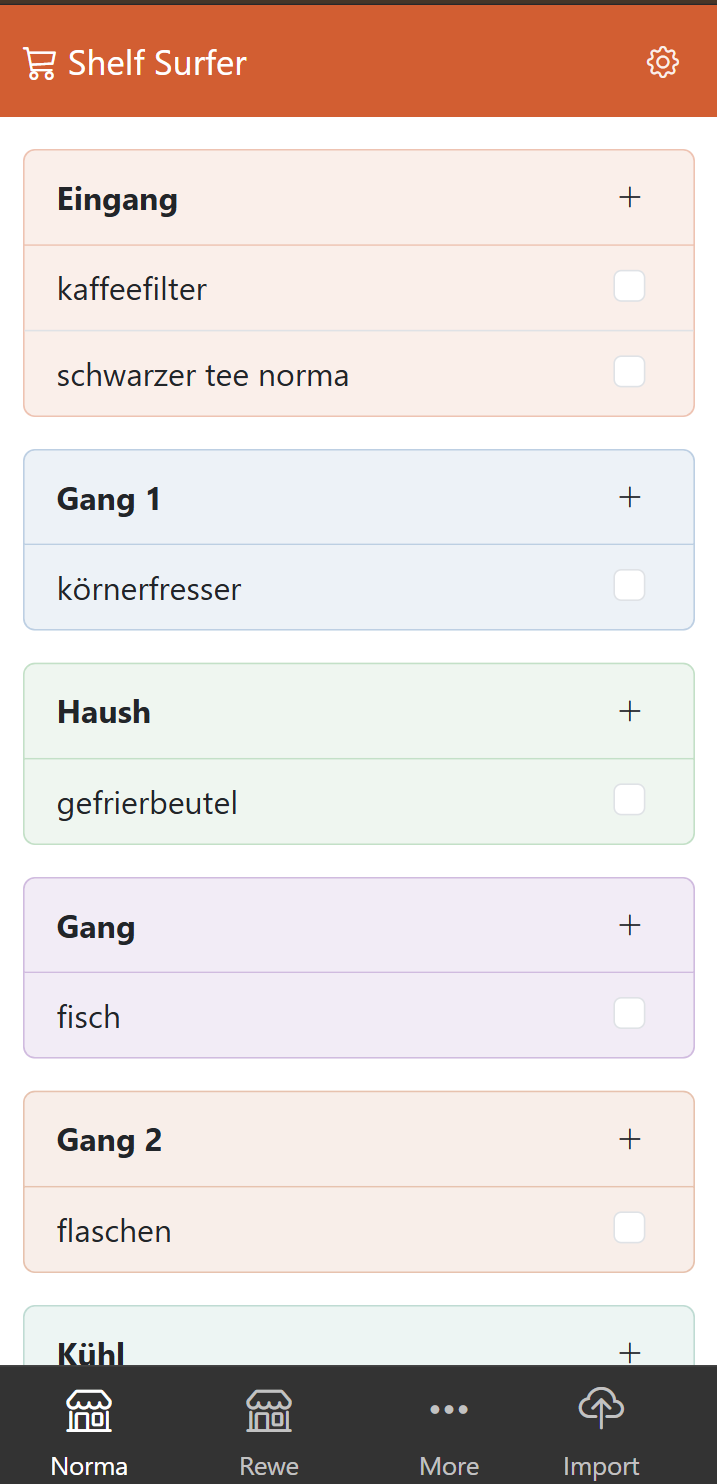 Shelf Surfer
Eingang
kaffeefilter
schwarzer tee norma
Gang 1
körnerfresser
Haush
gefrierbeutel
Gang
fisch
Gang 2
flaschen
Kühl
Norma Rewe More Import